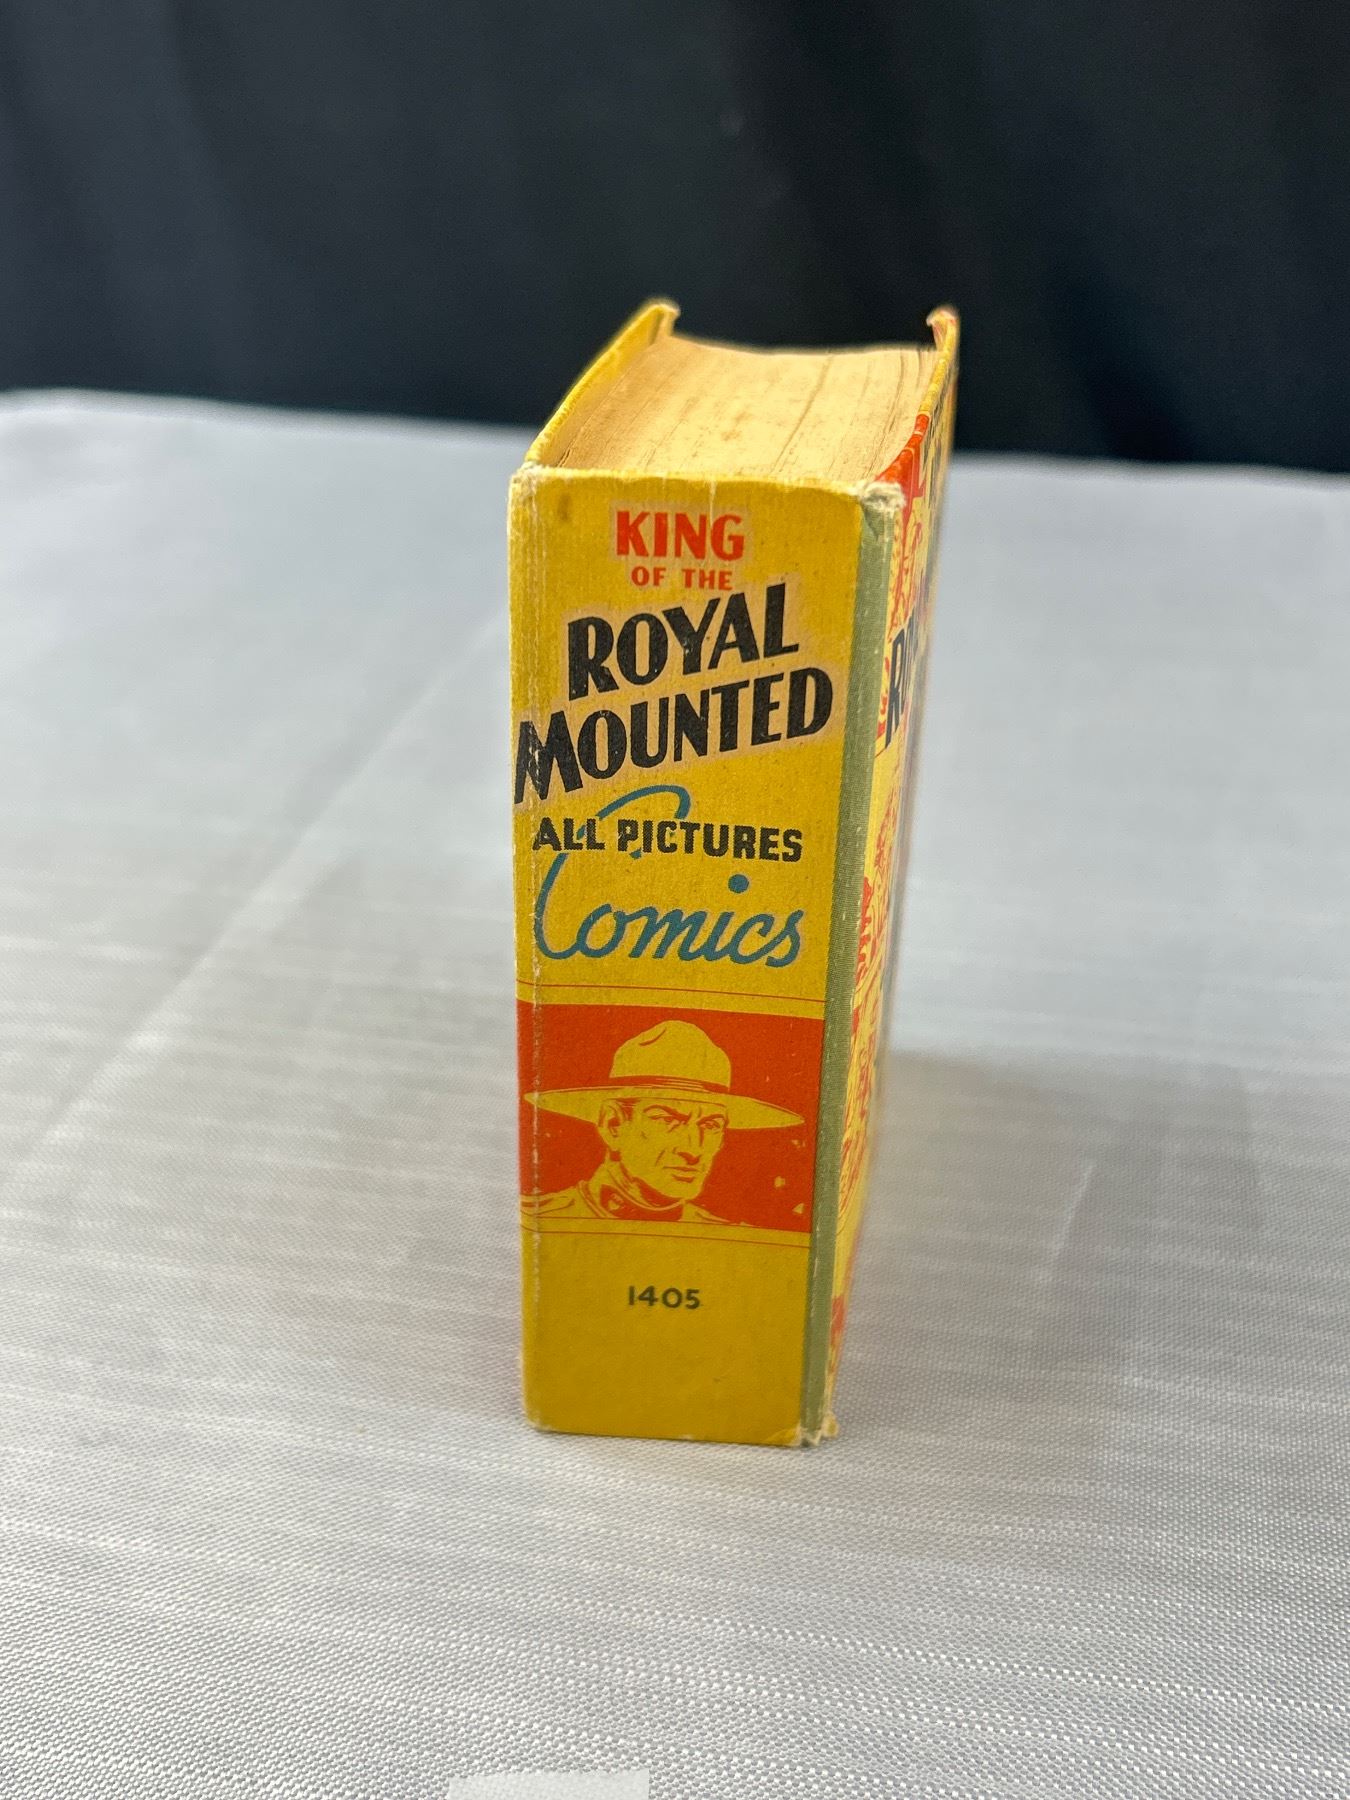 KING
OF THE
ROYAL
MOUNTED
ALL PICTURES
Comics
1405